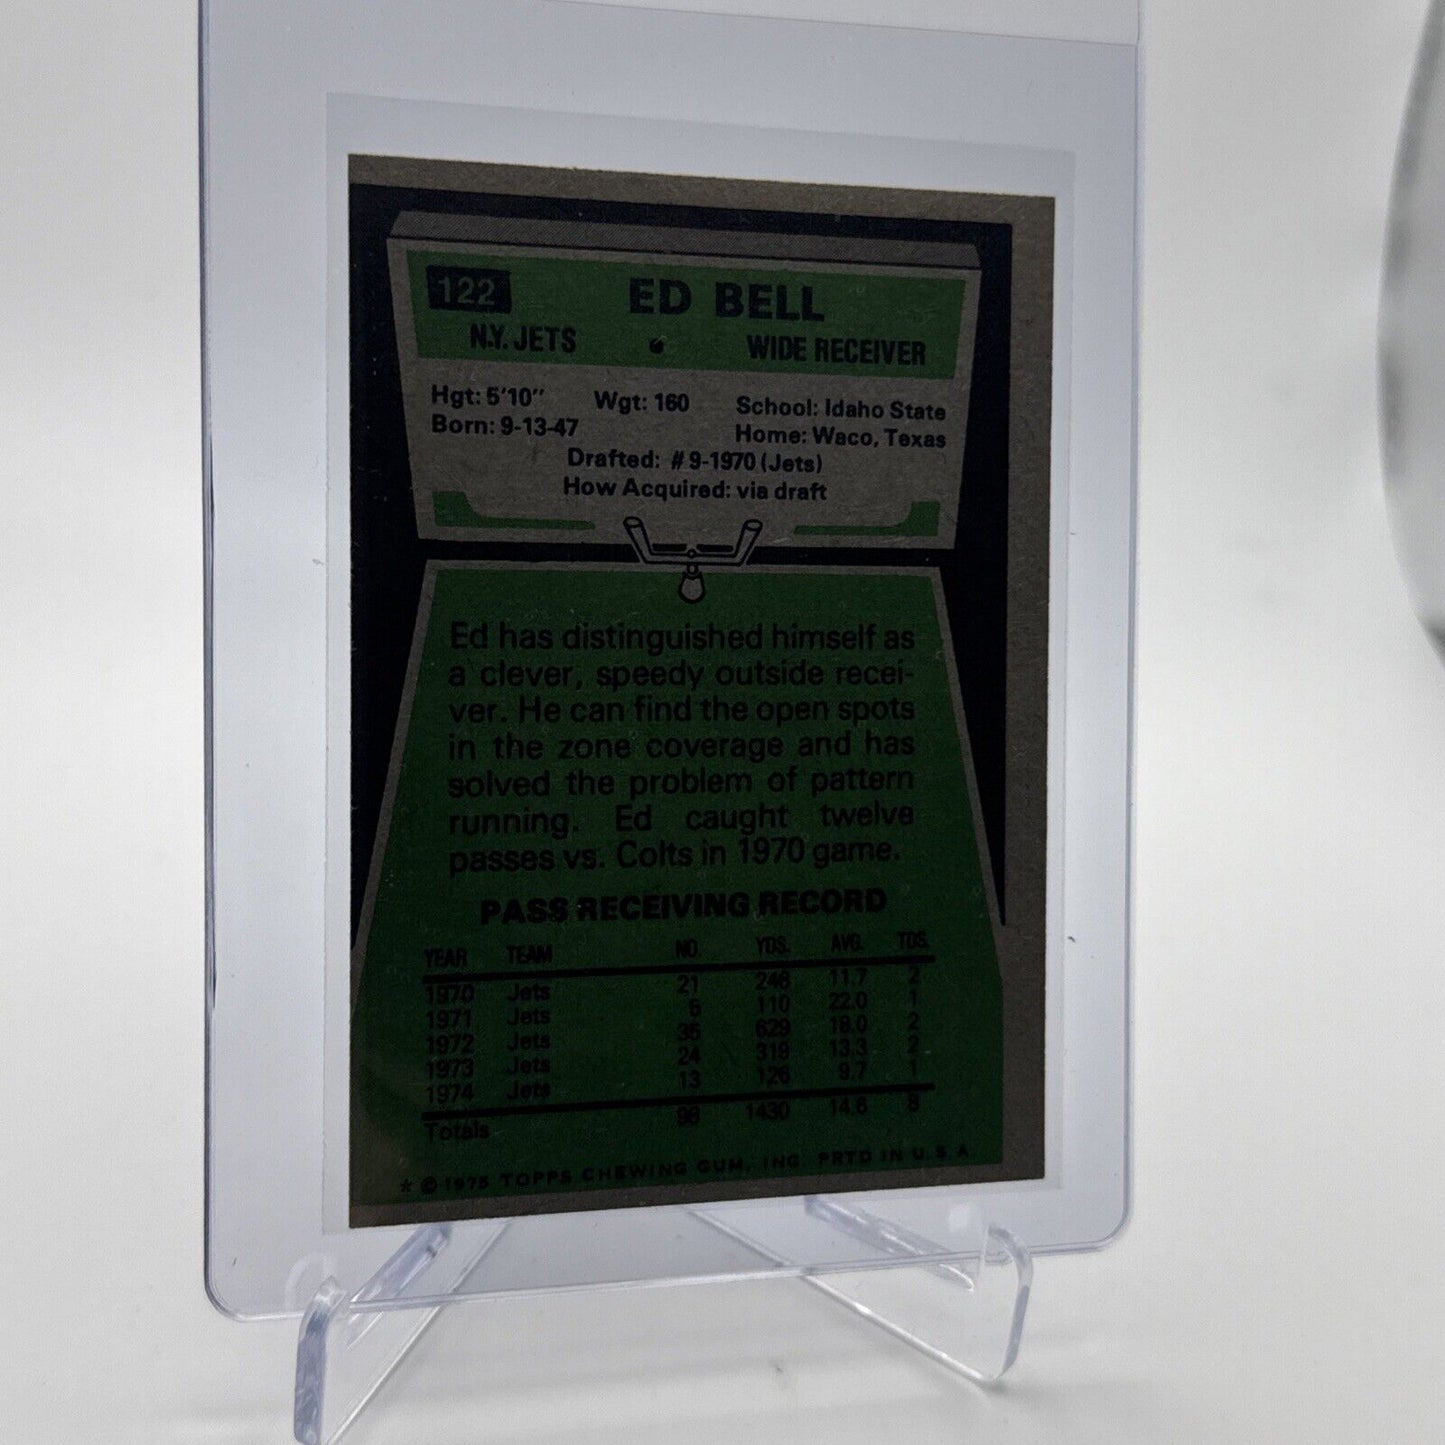 122 ED BELL
N.Y. JETS • WIDE RECEIVER
Hgt: 5'10" Wgt: 160 School: Idaho State
Born: 9-13-47 Home: Waco, Texas
Drafted: #9-1970 (Jets)
How Acquired: via draft
Ed has distinguished himself as
a clever, speedy outside recei-
ver. He can find the open spots
in the zone coverage and has
solved the problem of pattern
running. Ed caught twelve
passes vs. Colts in 1970 game.
PASS RECEIVING RECORD
YEAR TEAM NO. YDS. AVG. TDS.
1970 Jets 21 246 11.7 2
1971 Jets 5 110 22.0 1
1972 Jets 35 629 18.0 2
1973 Jets 24 319 13.3 2
1974 Jets 13 126 9.7 1
Totals 98 1430 14.6 8
* © 1975 TOPPS CHEWING GUM, INC. PRTD IN U.S.A.